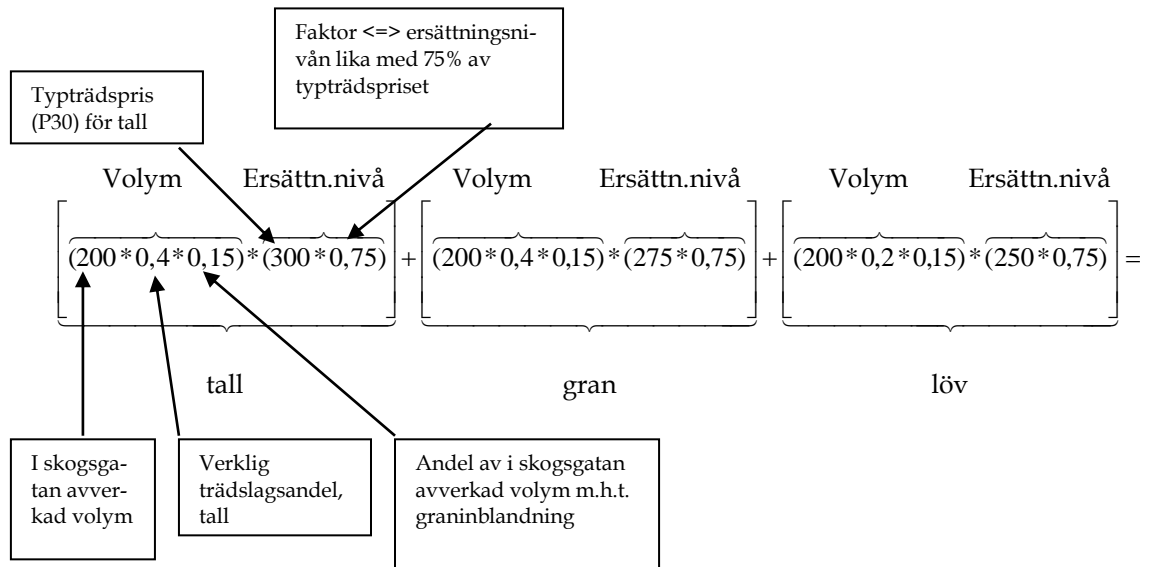 Faktor <=> ersättningsni-
vån lika med 75% av
typträdspriset
Typträdspris
(P30) för tall
Volym Ersättn.nivå Volym Ersättn.nivå Volym Ersättn.nivå
[(200*0,4*0,15)*(300*0,75)] + [(200*0,4*0,15)*(275*0,75)] + [(200*0,2*0,15)*(250*0,75)] =
tall gran löv
I skogsga-
tan avver-
kad volym
Verklig
trädslagsandel,
tall
Andel av i skogsgatan
avverkad volym m.h.t.
graninblandning